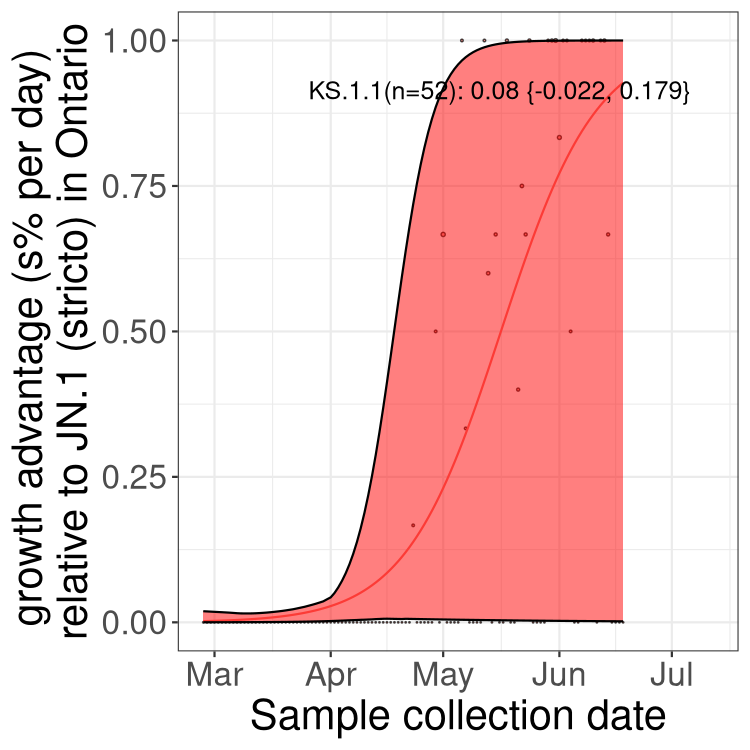 growth advantage (s% per day)
relative to JN.1 (stricto) in Ontario
1.00
0.75
0.50
0.25
0.00
KS.1.1(n=52): 0.08 {-0.022, 0.179}
Mar Apr May Jun Jul
Sample collection date